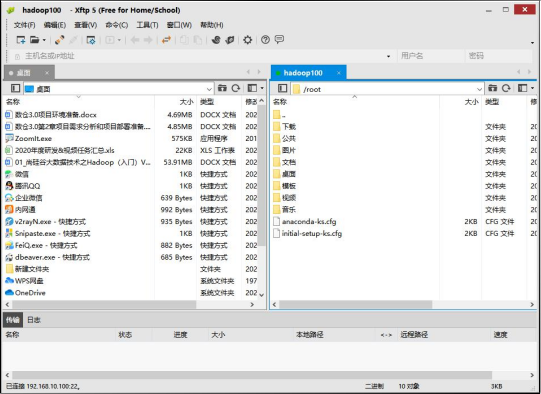 hadoop100 - Xftp 5 (Free for Home/School)
文件(F) 编辑(E) 查看(V) 命令(C) 工具(T) 窗口(W) 帮助(H)
主机名或IP地址 用户名 密码
桌面 × hadoop100 ×
桌面 /root
名称 大小 类型 修改 名称 大小 类型 修
数仓3.0项目环境准备.docx 4.69MB DOCX 文档 202
数仓3.0第2章项目需求分析和项目部署准备.... 4.85MB DOCX 文档 202
ZoomIt.exe 575KB 应用程序 201
2020年度研发&视频任务汇总.xls 22KB XLS 工作表 202
01_尚硅谷大数据技术之Hadoop（入门）V... 53.91MB DOCX 文档 202
微信 1KB 快捷方式 202
腾讯QQ 1KB 快捷方式 202
企业微信 639 Bytes 快捷方式 202
内网通 992 Bytes 快捷方式 202
v2rayN.exe - 快捷方式 935 Bytes 快捷方式 202
Snipaste.exe - 快捷方式 1KB 快捷方式 202
FeiQ.exe - 快捷方式 882 Bytes 快捷方式 202
dbeaver.exe - 快捷方式 685 Bytes 快捷方式 202
新建文件夹 文件夹 202
WPS网盘 系统文件夹 197
OneDrive 系统文件夹 202
..
下载 文件夹 20
公共 文件夹 20
图片 文件夹 20
文档 文件夹 20
桌面 文件夹 20
模板 文件夹 20
视频 文件夹 20
音乐 文件夹 20
anaconda-ks.cfg 2KB CFG 文件 20
initial-setup-ks.cfg 2KB CFG 文件 20
传输 日志
名称 状态 进度 大小 本地路径 <-> 远程路径 速度
已连接 192.168.10.100:22。 二进制 10 对象 3KB